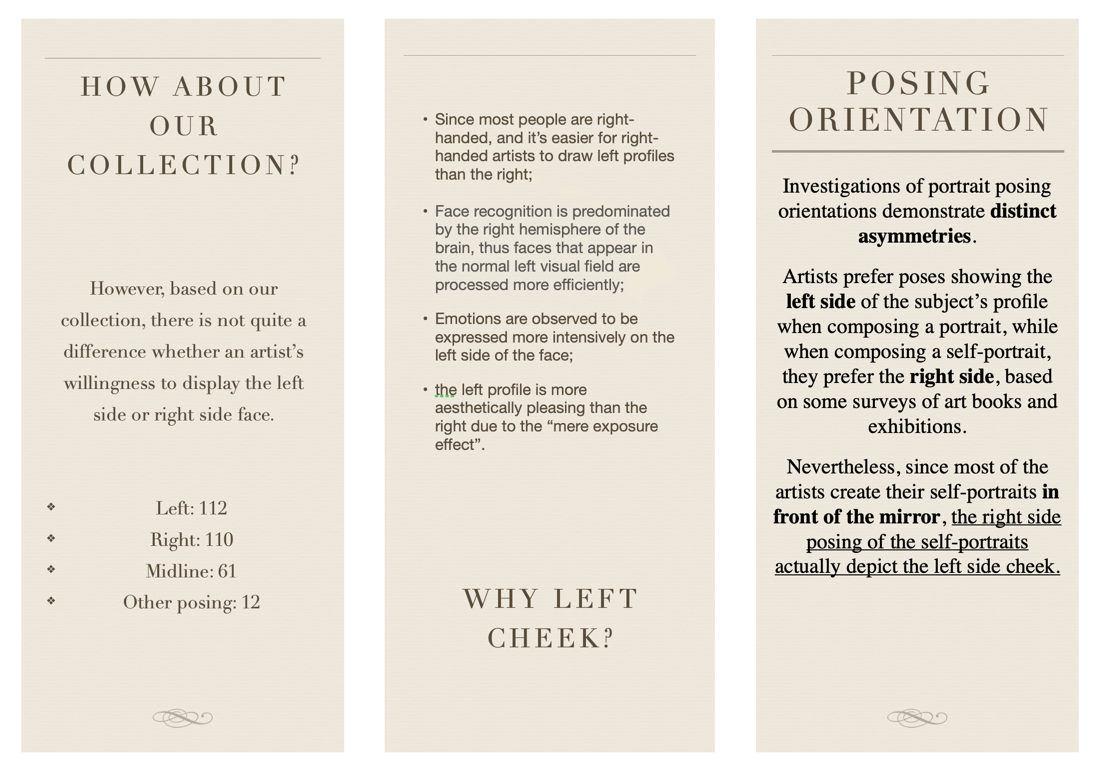 HOW ABOUT
OUR
COLLECTION?
However, based on our
collection, there is not quite a
difference whether an artist’s
willingness to display the left
side or right side face.
❖ Left: 112
❖ Right: 110
❖ Midline: 61
❖ Other posing: 12
• Since most people are right-
handed, and it’s easier for right-
handed artists to draw left profiles
than the right;
• Face recognition is predominated
by the right hemisphere of the
brain, thus faces that appear in
the normal left visual field are
processed more efficiently;
• Emotions are observed to be
expressed more intensively on the
left side of the face;
• the left profile is more
aesthetically pleasing than the
right due to the “mere exposure
effect”.
WHY LEFT
CHEEK?
POSING
ORIENTATION
Investigations of portrait posing
orientations demonstrate distinct
asymmetries.
Artists prefer poses showing the
left side of the subject’s profile
when composing a portrait, while
when composing a self-portrait,
they prefer the right side, based
on some surveys of art books and
exhibitions.
Nevertheless, since most of the
artists create their self-portraits in
front of the mirror, the right side
posing of the self-portraits
actually depict the left side cheek.